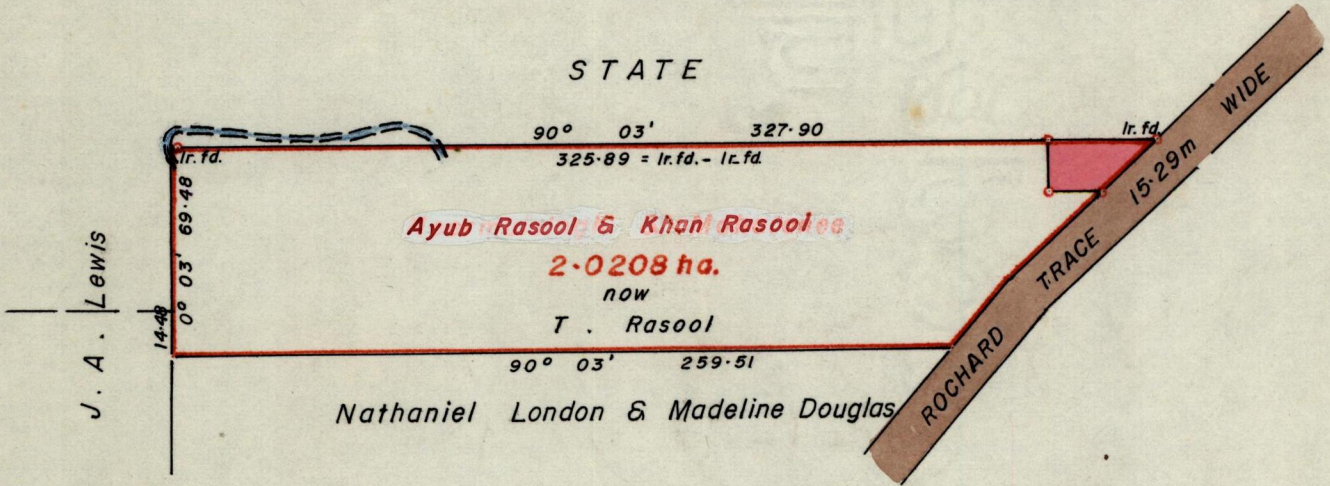 STATE
90° 03' 327·90
Ir. fd.
Ir. fd.
325·89 = Ir. fd. - Ir. fd.
0° 03' 69·48
14·48
J. A. Lewis
Ayub Rasool & Khan Rasool
2·0208 ha.
now
T. Rasool
90° 03' 259·51
Nathaniel London & Madeline Douglas
ROCHARD TRACE 15·29m WIDE